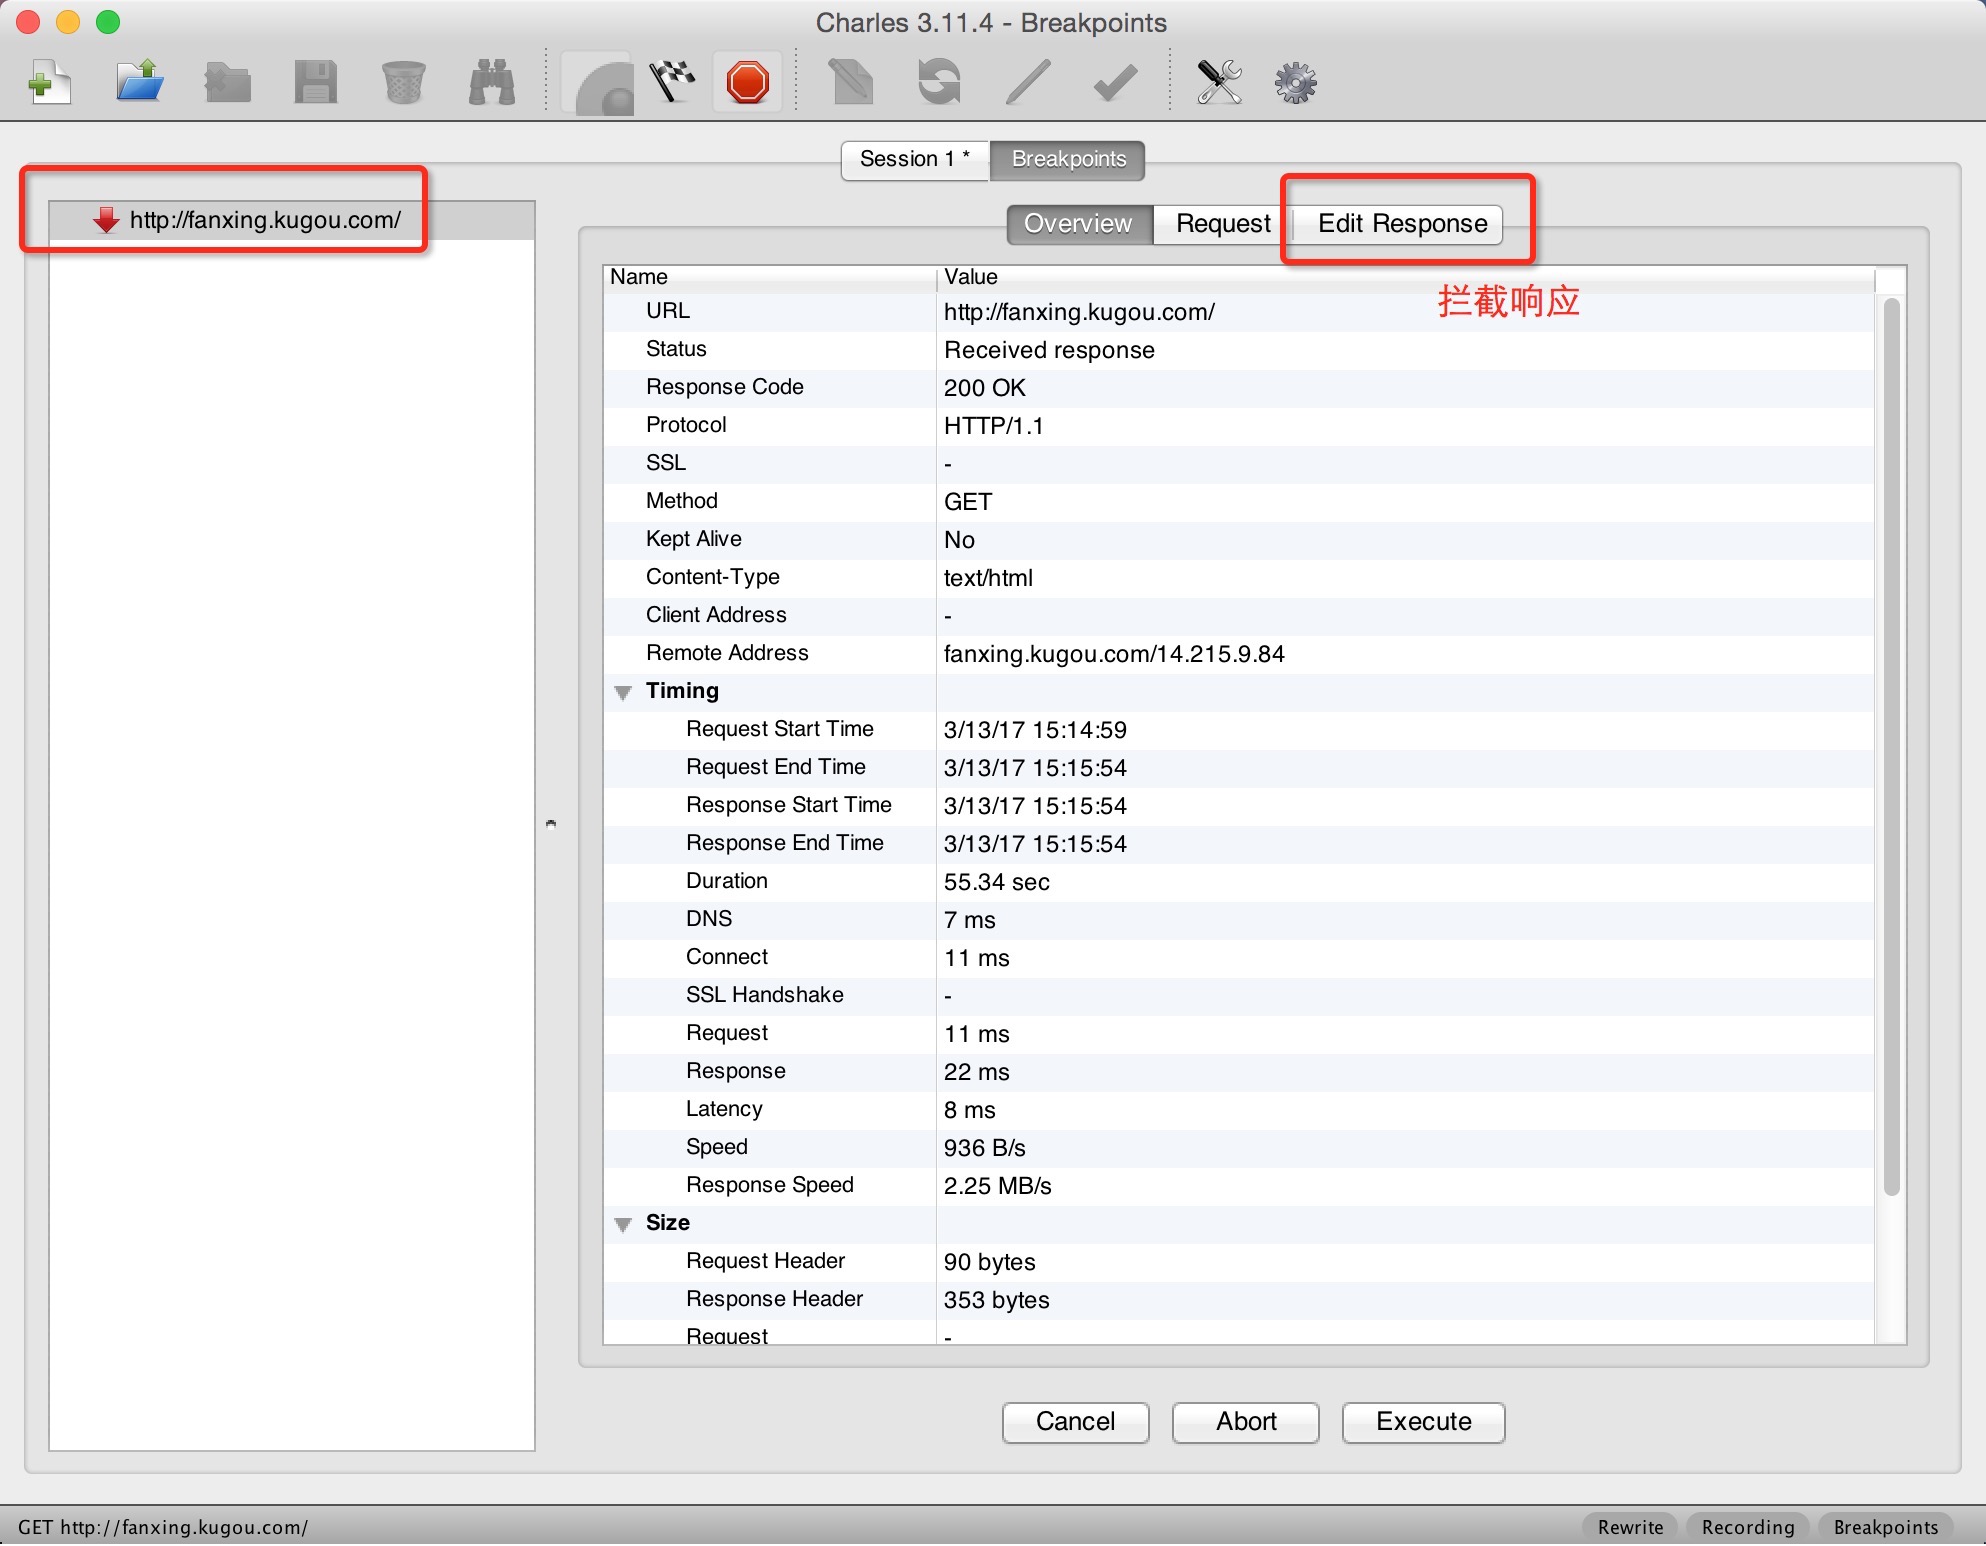 Charles 3.11.4 - Breakpoints
Session 1 *
Breakpoints
http://fanxing.kugou.com/
Overview
Request
Edit Response
拦截响应
Name Value
URL http://fanxing.kugou.com/
Status Received response
Response Code 200 OK
Protocol HTTP/1.1
SSL -
Method GET
Kept Alive No
Content-Type text/html
Client Address -
Remote Address fanxing.kugou.com/14.215.9.84
Timing
Request Start Time 3/13/17 15:14:59
Request End Time 3/13/17 15:15:54
Response Start Time 3/13/17 15:15:54
Response End Time 3/13/17 15:15:54
Duration 55.34 sec
DNS 7 ms
Connect 11 ms
SSL Handshake -
Request 11 ms
Response 22 ms
Latency 8 ms
Speed 936 B/s
Response Speed 2.25 MB/s
Size
Request Header 90 bytes
Response Header 353 bytes
Request -
Cancel
Abort
Execute
GET http://fanxing.kugou.com/
Rewrite
Recording
Breakpoints